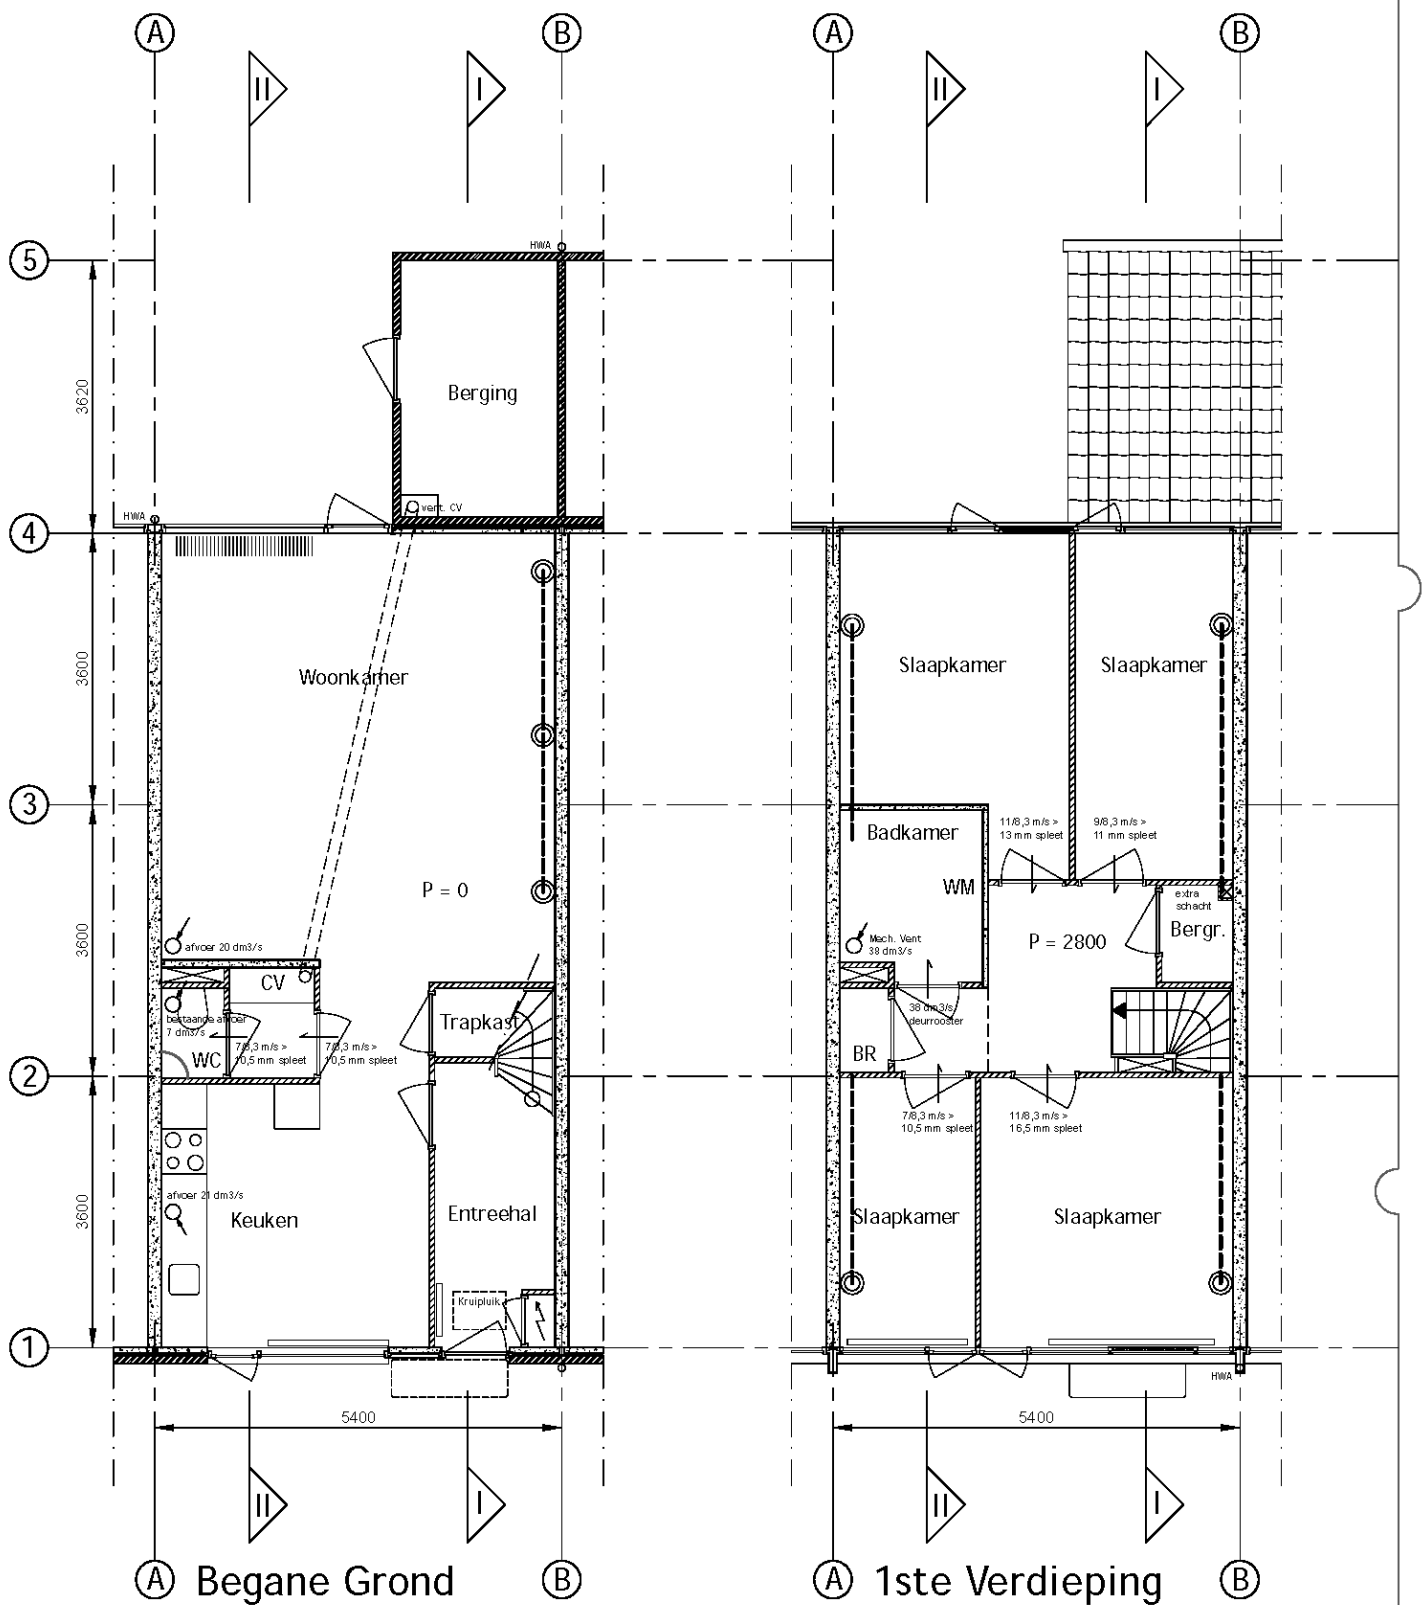 A
B
A
B
II
I
II
I
5
HWA
3620
Berging
vent. CV
HWA
4
3600
Woonkamer
Slaapkamer
Slaapkamer
3
11/8,3 m/s >
13 mm spleet
9/8,3 m/s >
11 mm spleet
Badkamer
WM
P = 0
extra
schacht
Bergr.
3600
afvoer 20 dm3/s
Mech. Vent
38 dm3/s
P = 2800
CV
bestaande afvoer
7 dm3/s
Trapkast
38 dm3/s
deurrooster
WC
7/8,3 m/s >
10,5 mm spleet
7/8,3 m/s >
10,5 mm spleet
BR
2
7/8,3 m/s >
10,5 mm spleet
11/8,3 m/s >
16,5 mm spleet
3600
afvoer 21 dm3/s
Keuken
Entreehal
Slaapkamer
Slaapkamer
Kruipluik
1
HWA
5400
5400
II
I
II
I
A
Begane Grond
B
A
1ste Verdieping
B